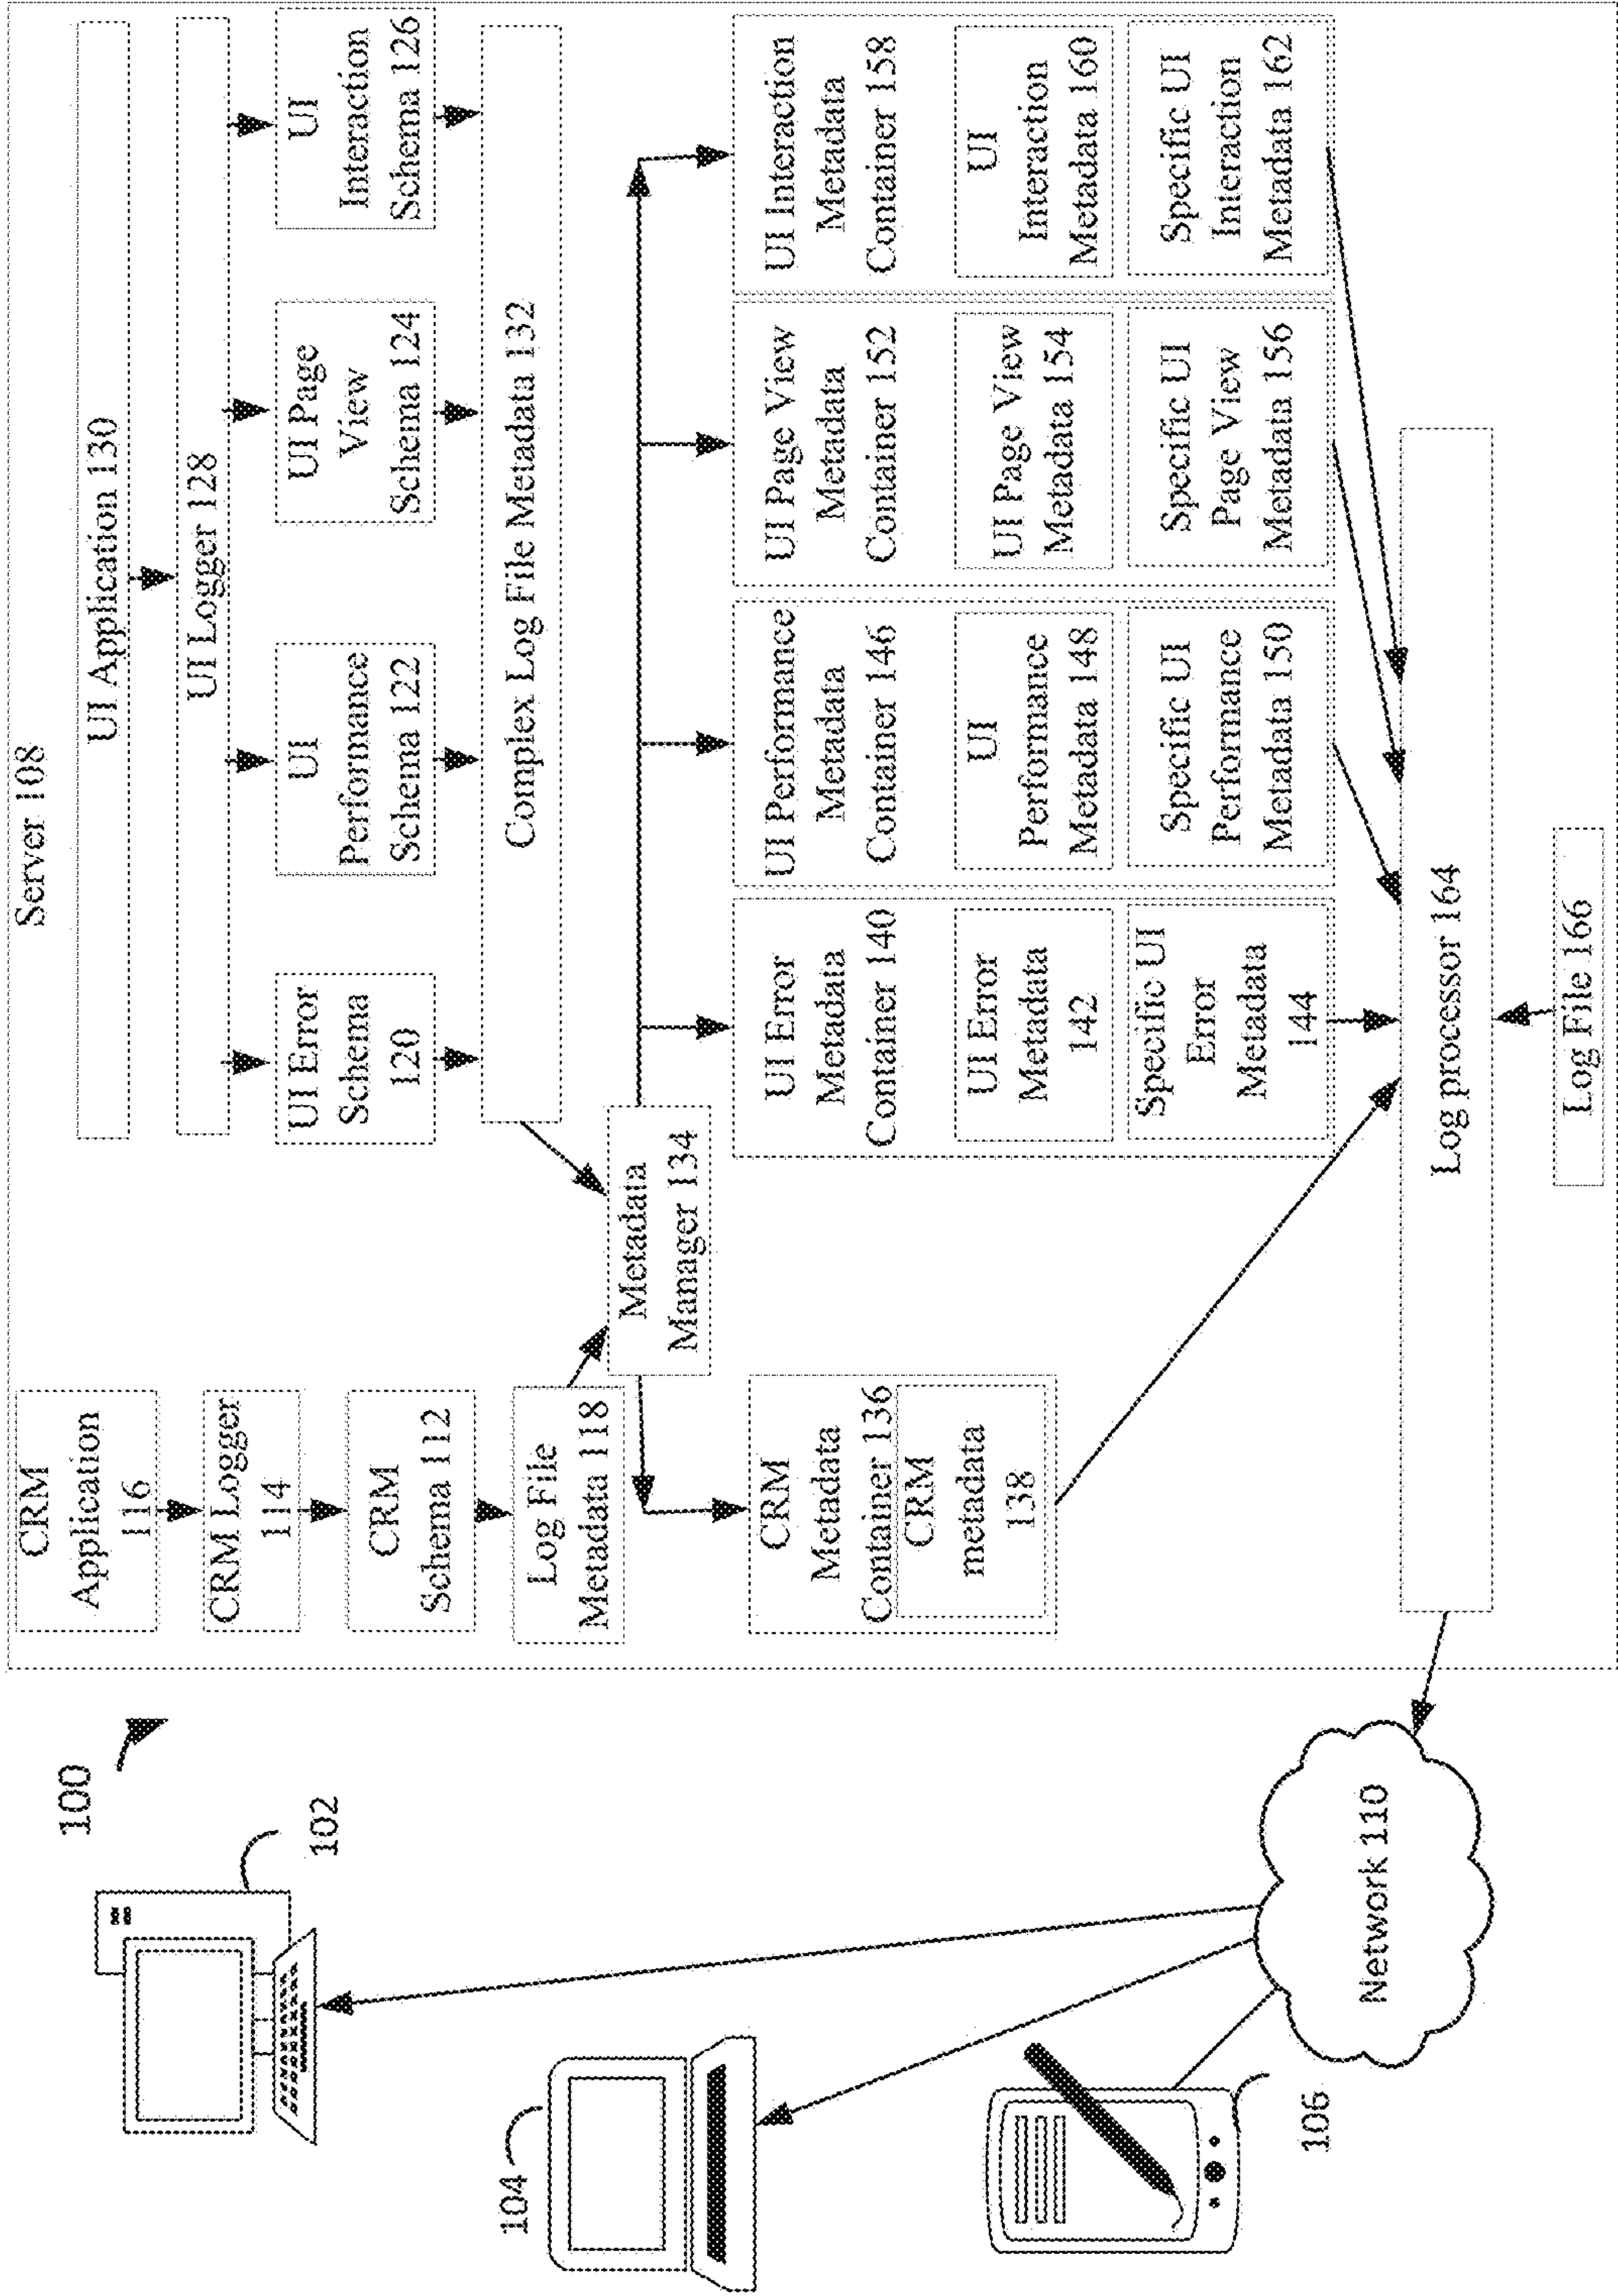 100
102
104
106
Network 110
Server 108
CRM
Application
116
CRM Logger
114
CRM
Schema 112
Log File
Metadata 118
UI Application 130
UI Logger 128
UI Error
Schema
120
UI
Performance
Schema 122
UI Page
View
Schema 124
UI
Interaction
Schema 126
Complex Log File Metadata 132
Metadata
Manager 134
CRM
Metadata
Container 136
CRM
metadata
138
UI Error
Metadata
Container 140
UI Error
Metadata
142
Specific UI
Error
Metadata
144
UI Performance
Metadata
Container 146
UI
Performance
Metadata 148
Specific UI
Performance
Metadata 150
UI Page View
Metadata
Container 152
UI Page View
Metadata 154
Specific UI
Page View
Metadata 156
UI Interaction
Metadata
Container 158
UI
Interaction
Metadata 160
Specific UI
Interaction
Metadata 162
Log processor 164
Log File 166